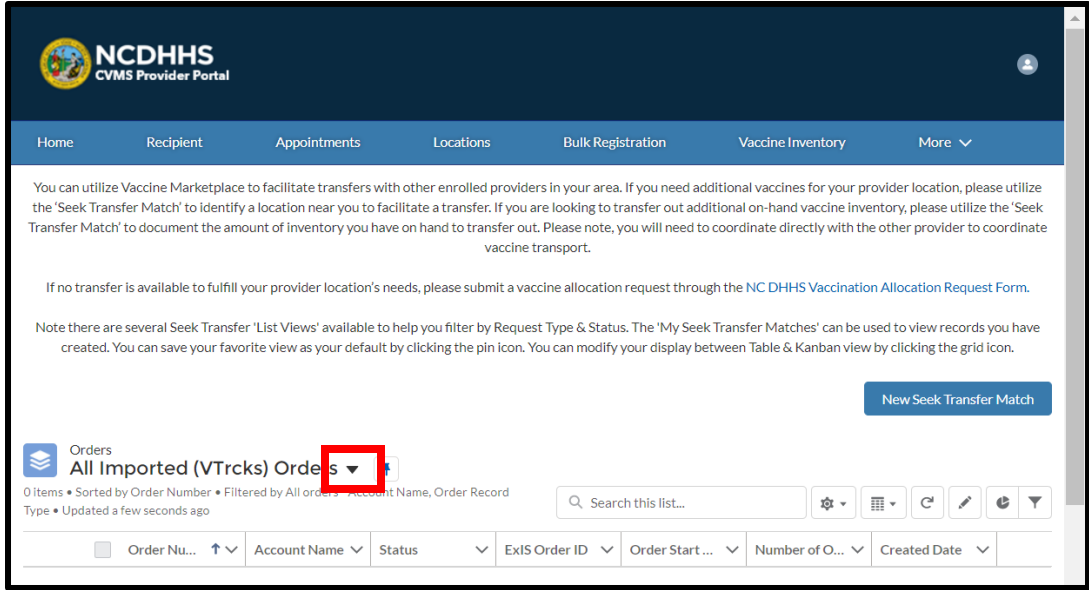 NCDHHS
CVMS Provider Portal
Home Recipient Appointments Locations Bulk Registration Vaccine Inventory More
You can utilize Vaccine Marketplace to facilitate transfers with other enrolled providers in your area. If you need additional vaccines for your provider location, please utilize
the ‘Seek Transfer Match’ to identify a location near you to facilitate a transfer. If you are looking to transfer out additional on-hand vaccine inventory, please utilize the ‘Seek
Transfer Match’ to document the amount of inventory you have on hand to transfer out. Please note, you will need to coordinate directly with the other provider to coordinate
vaccine transport.
If no transfer is available to fulfill your provider location’s needs, please submit a vaccine allocation request through the NC DHHS Vaccination Allocation Request Form.
Note there are several Seek Transfer 'List Views' available to help you filter by Request Type & Status. The 'My Seek Transfer Matches' can be used to view records you have
created. You can save your favorite view as your default by clicking the pin icon. You can modify your display between Table & Kanban view by clicking the grid icon.
New Seek Transfer Match
Orders
All Imported (VTrcks) Orders
0 items • Sorted by Order Number • Filtered by All orders - Account Name, Order Record
Type • Updated a few seconds ago
Search this list...
Order Nu... Account Name Status ExIS Order ID Order Start ... Number of O... Created Date